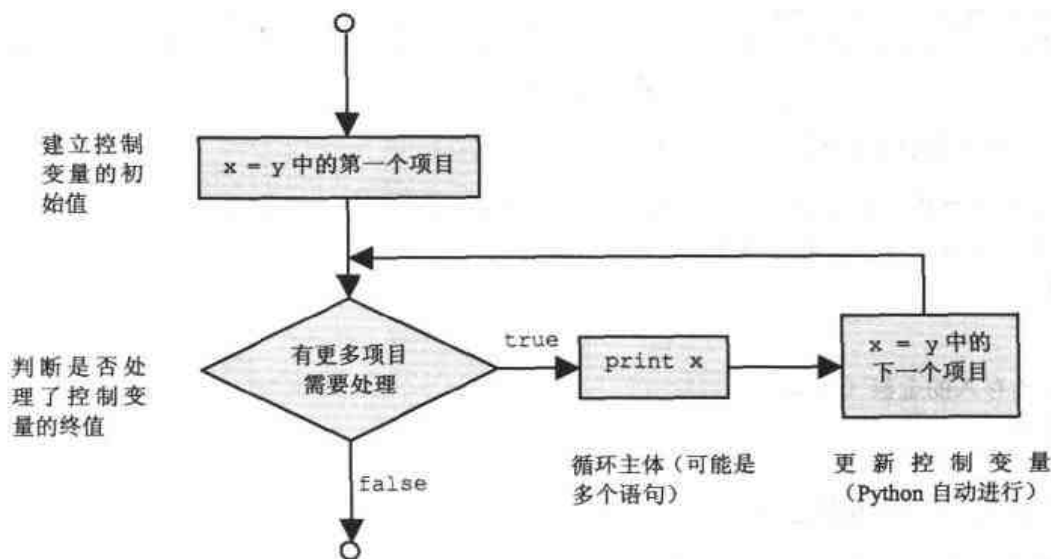 建立控制
变量的初
始值
x = y 中的第一个项目
判断是否处
理了控制变
量的终值
有更多项目
需要处理
true
print x
x = y 中的
下一个项目
false
循环主体（可能是
多个语句）
更新控制变量
（Python 自动进行）